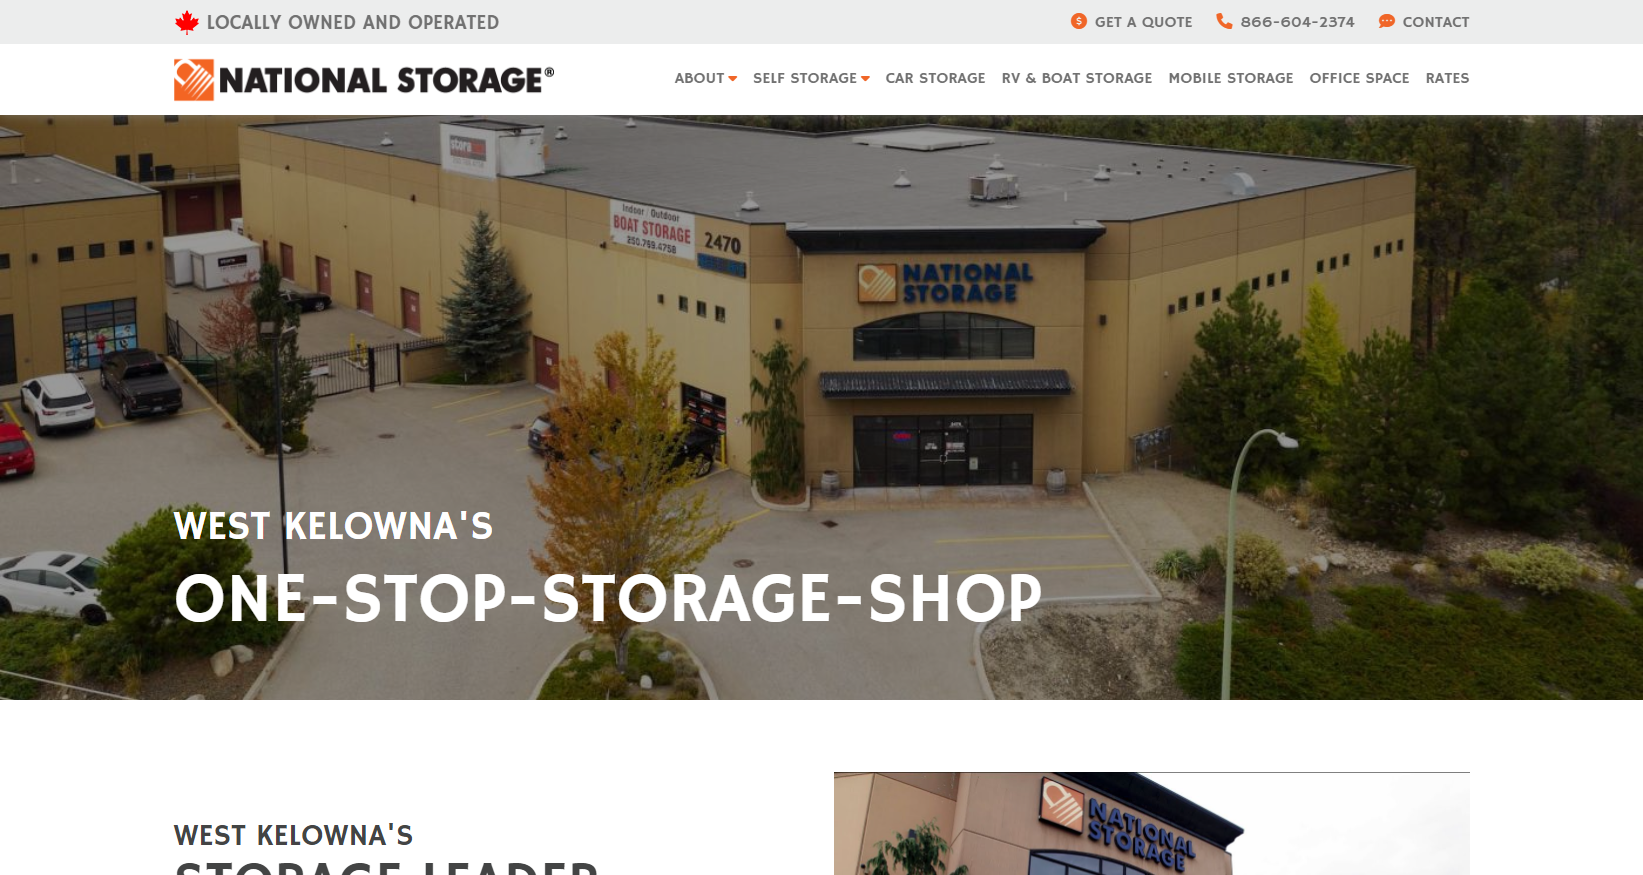 LOCALLY OWNED AND OPERATED
GET A QUOTE
866-604-2374
CONTACT
NATIONAL STORAGE®
ABOUT
SELF STORAGE
CAR STORAGE
RV & BOAT STORAGE
MOBILE STORAGE
OFFICE SPACE
RATES
Indoor / Outdoor
BOAT STORAGE
250.769.4758
2470
NATIONAL
STORAGE
WEST KELOWNA'S
ONE-STOP-STORAGE-SHOP
WEST KELOWNA'S
STORAGE LEADER
NATIONAL
STORAGE